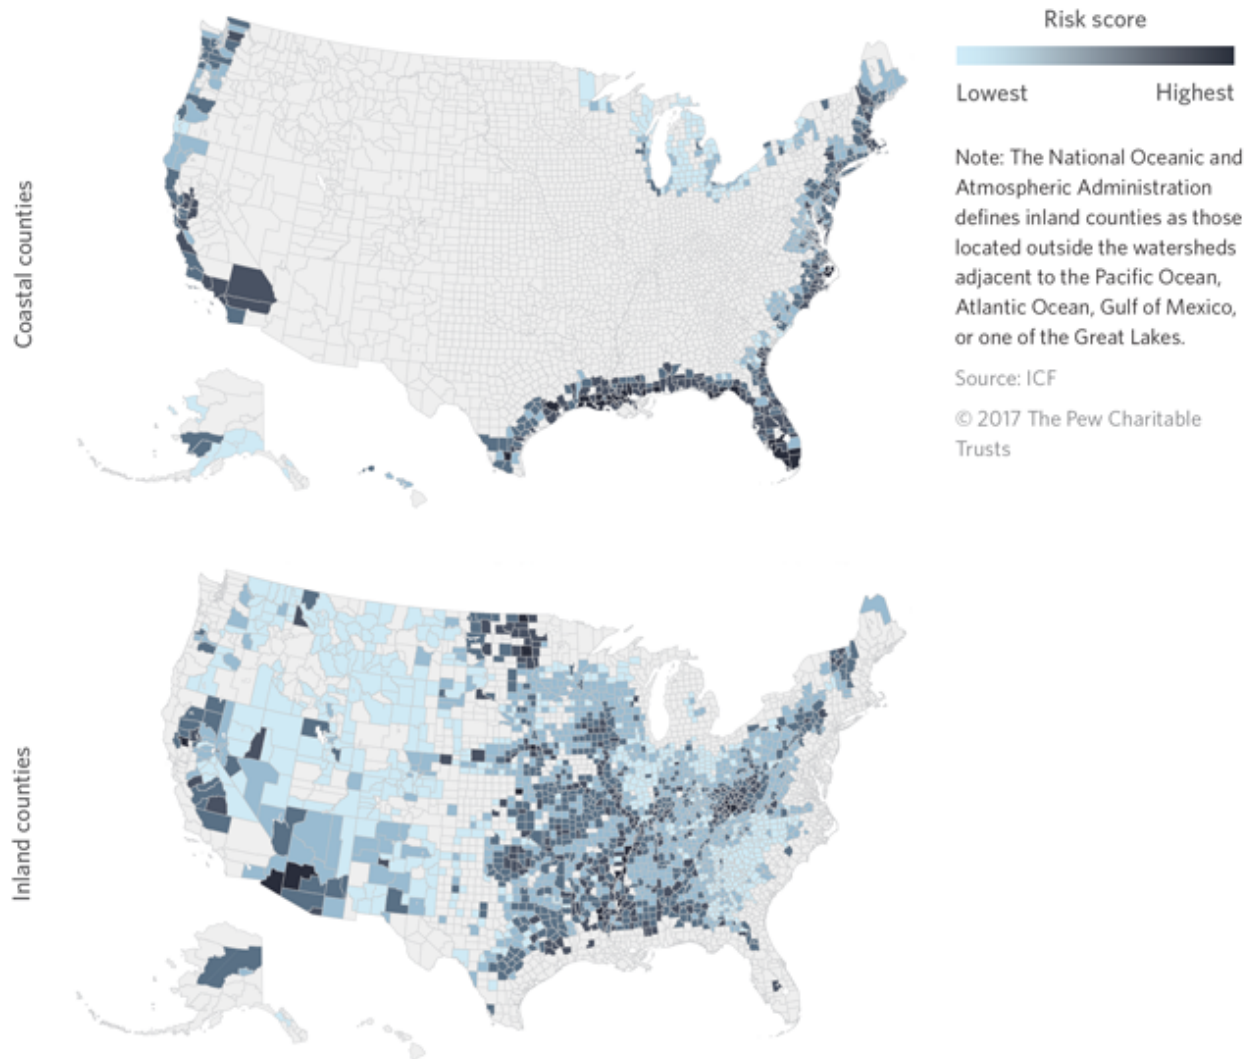 Risk score
Lowest Highest
Note: The National Oceanic and
Atmospheric Administration
defines inland counties as those
located outside the watersheds
adjacent to the Pacific Ocean,
Atlantic Ocean, Gulf of Mexico,
or one of the Great Lakes.
Source: ICF
© 2017 The Pew Charitable
Trusts
Coastal counties
Inland counties